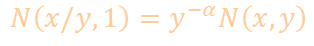 N(x/y, 1) = y^{-α} N(x, y)